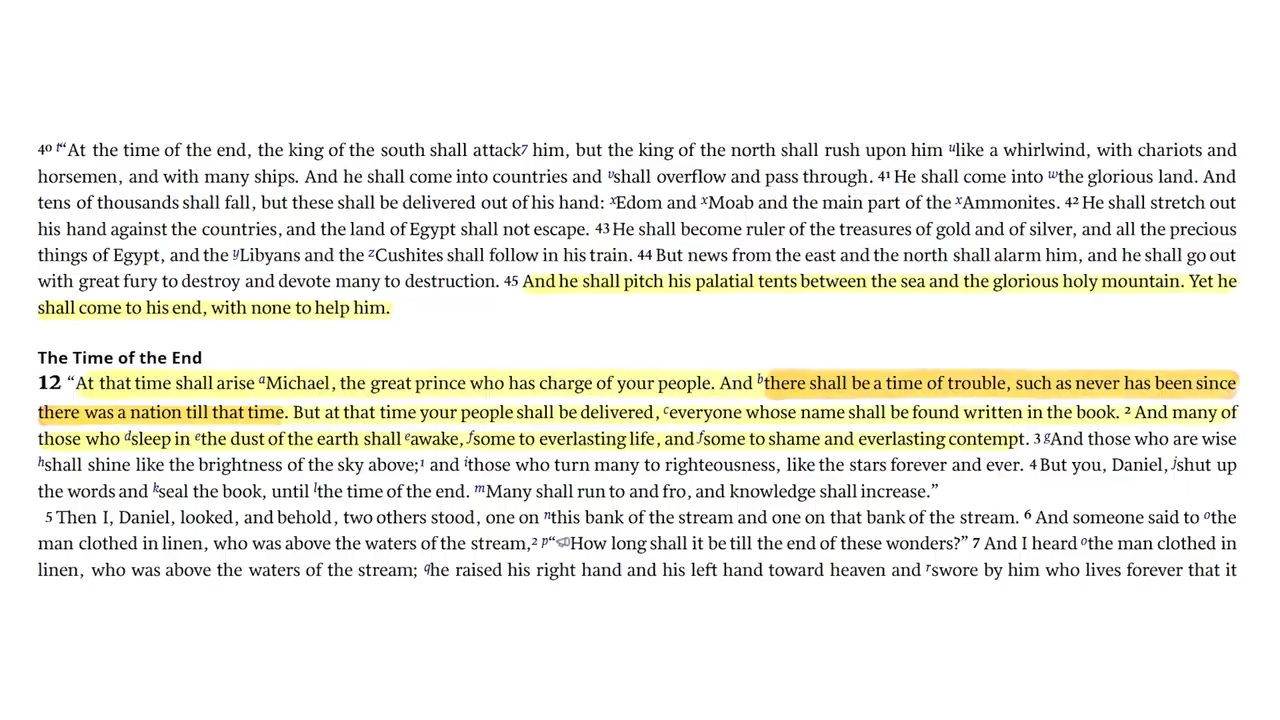 40 t“At the time of the end, the king of the south shall attack7 him, but the king of the north shall rush upon him ulike a whirlwind, with chariots and
horsemen, and with many ships. And he shall come into countries and vshall overflow and pass through. 41 He shall come into wthe glorious land. And
tens of thousands shall fall, but these shall be delivered out of his hand: xEdom and xMoab and the main part of the xAmmonites. 42 He shall stretch out
his hand against the countries, and the land of Egypt shall not escape. 43 He shall become ruler of the treasures of gold and of silver, and all the precious
things of Egypt, and the yLibyans and the zCushites shall follow in his train. 44 But news from the east and the north shall alarm him, and he shall go out
with great fury to destroy and devote many to destruction. 45 And he shall pitch his palatial tents between the sea and the glorious holy mountain. Yet he
shall come to his end, with none to help him.
The Time of the End
12 “At that time shall arise aMichael, the great prince who has charge of your people. And bthere shall be a time of trouble, such as never has been since
there was a nation till that time. But at that time your people shall be delivered, ceveryone whose name shall be found written in the book. 2 And many of
those who dsleep in ethe dust of the earth shall eawake, fsome to everlasting life, and fsome to shame and everlasting contempt. 3 gAnd those who are wise
hshall shine like the brightness of the sky above;1 and ithose who turn many to righteousness, like the stars forever and ever. 4 But you, Daniel, jshut up
the words and kseal the book, until lthe time of the end. mMany shall run to and fro, and knowledge shall increase.”
5 Then I, Daniel, looked, and behold, two others stood, one on nthis bank of the stream and one on that bank of the stream. 6 And someone said to othe
man clothed in linen, who was above the waters of the stream,2 p“How long shall it be till the end of these wonders?” 7 And I heard othe man clothed in
linen, who was above the waters of the stream; qhe raised his right hand and his left hand toward heaven and rswore by him who lives forever that it